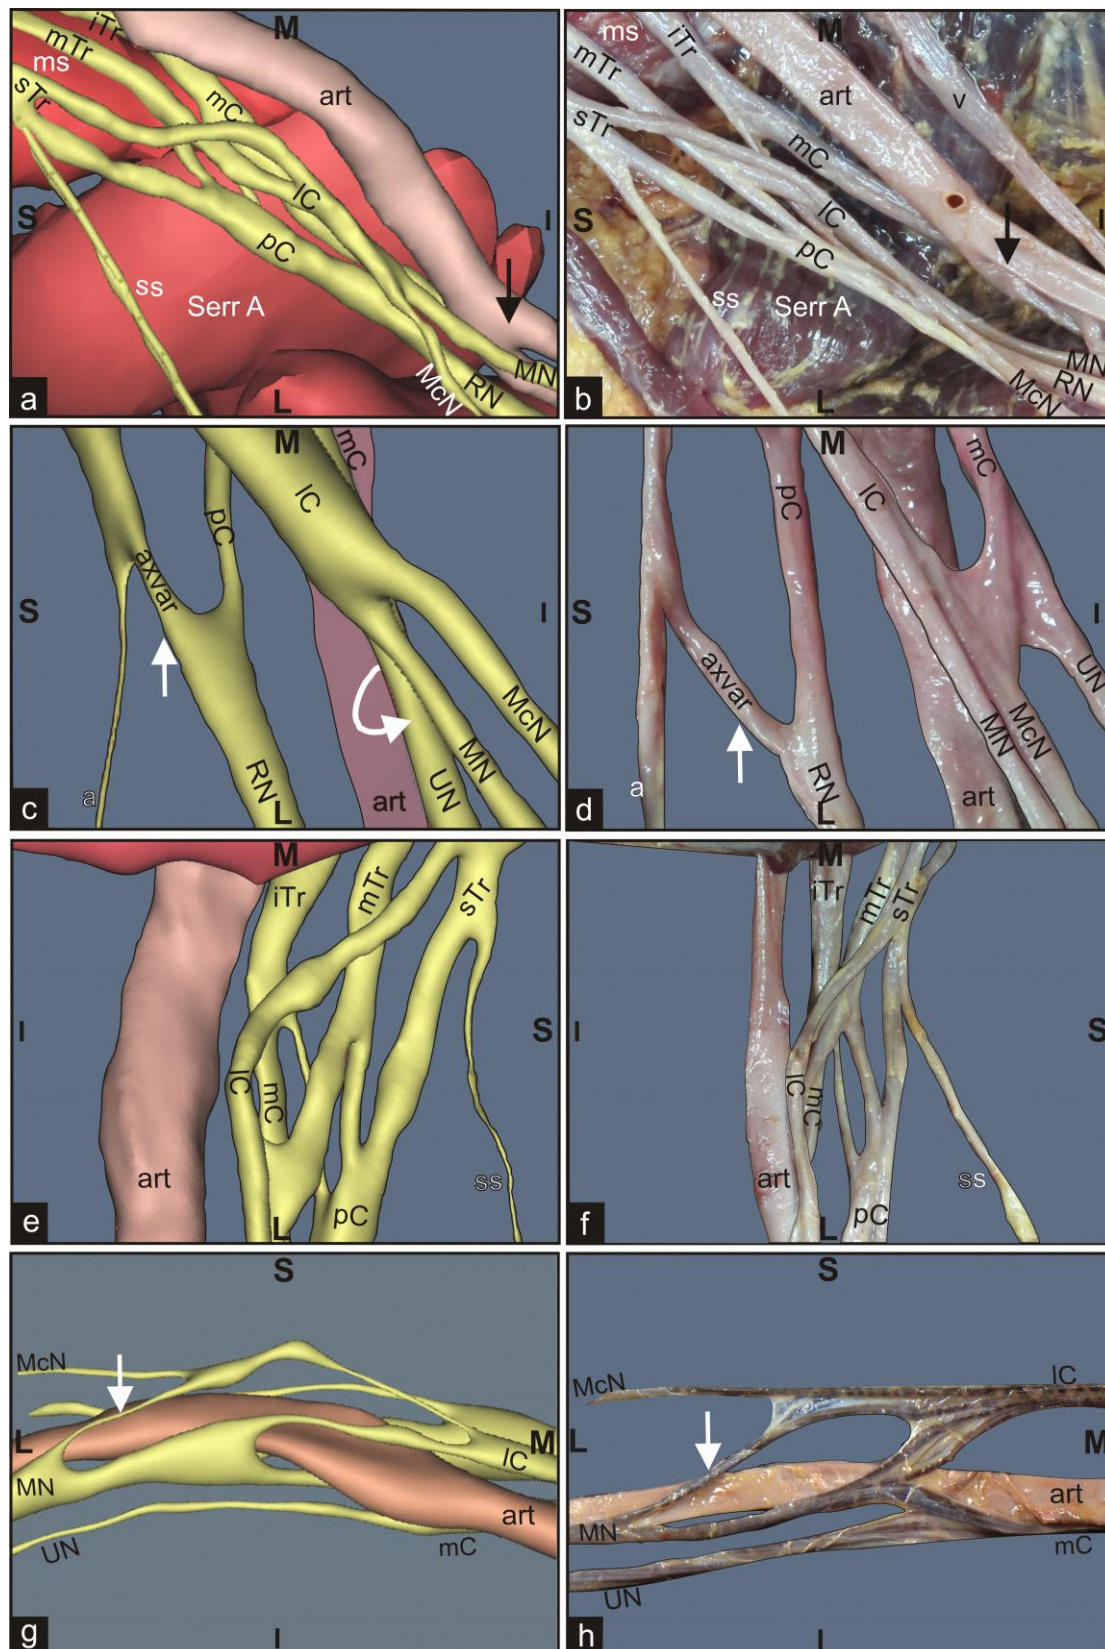 M
iTr
mTr
ms
sTr
mC
art
lC
S
I
pC
ss
Serr A
MN
RN
McN
L
a
M
ms
iTr
mTr
sTr
art
v
mC
lC
S
I
pC
ss
Serr A
MN
RN
McN
L
b
M
mC
lC
pC
axvar
S
I
McN
RN
MN
UN
a
L
art
c
M
mC
lC
pC
S
I
axvar
UN
McN
MN
RN
a
L
art
d
M
iTr
mTr
sTr
I
S
lC
mC
art
ss
pC
L
e
M
iTr
mTr
sTr
I
S
lC
mC
art
ss
pC
L
f
S
McN
L
M
lC
MN
art
UN
mC
g
I
S
lC
McN
L
M
art
MN
mC
UN
h
I